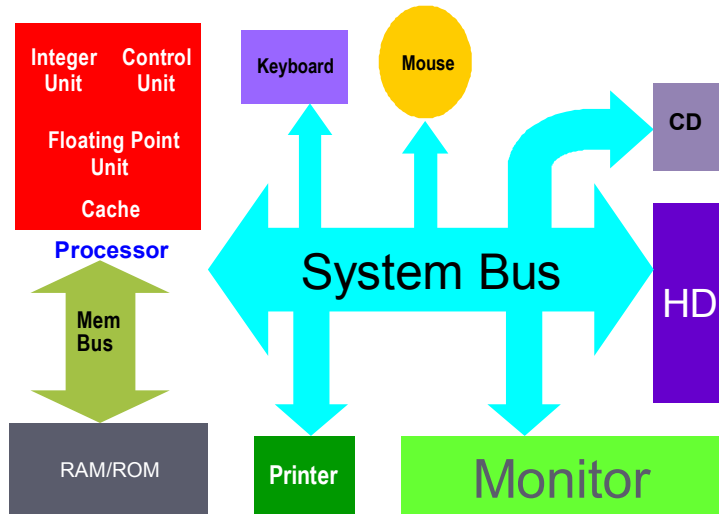 Integer Unit
Control Unit
Floating Point
Unit
Cache
Processor
Mem
Bus
RAM/ROM
Keyboard
Mouse
CD
System Bus
HD
Printer
Monitor